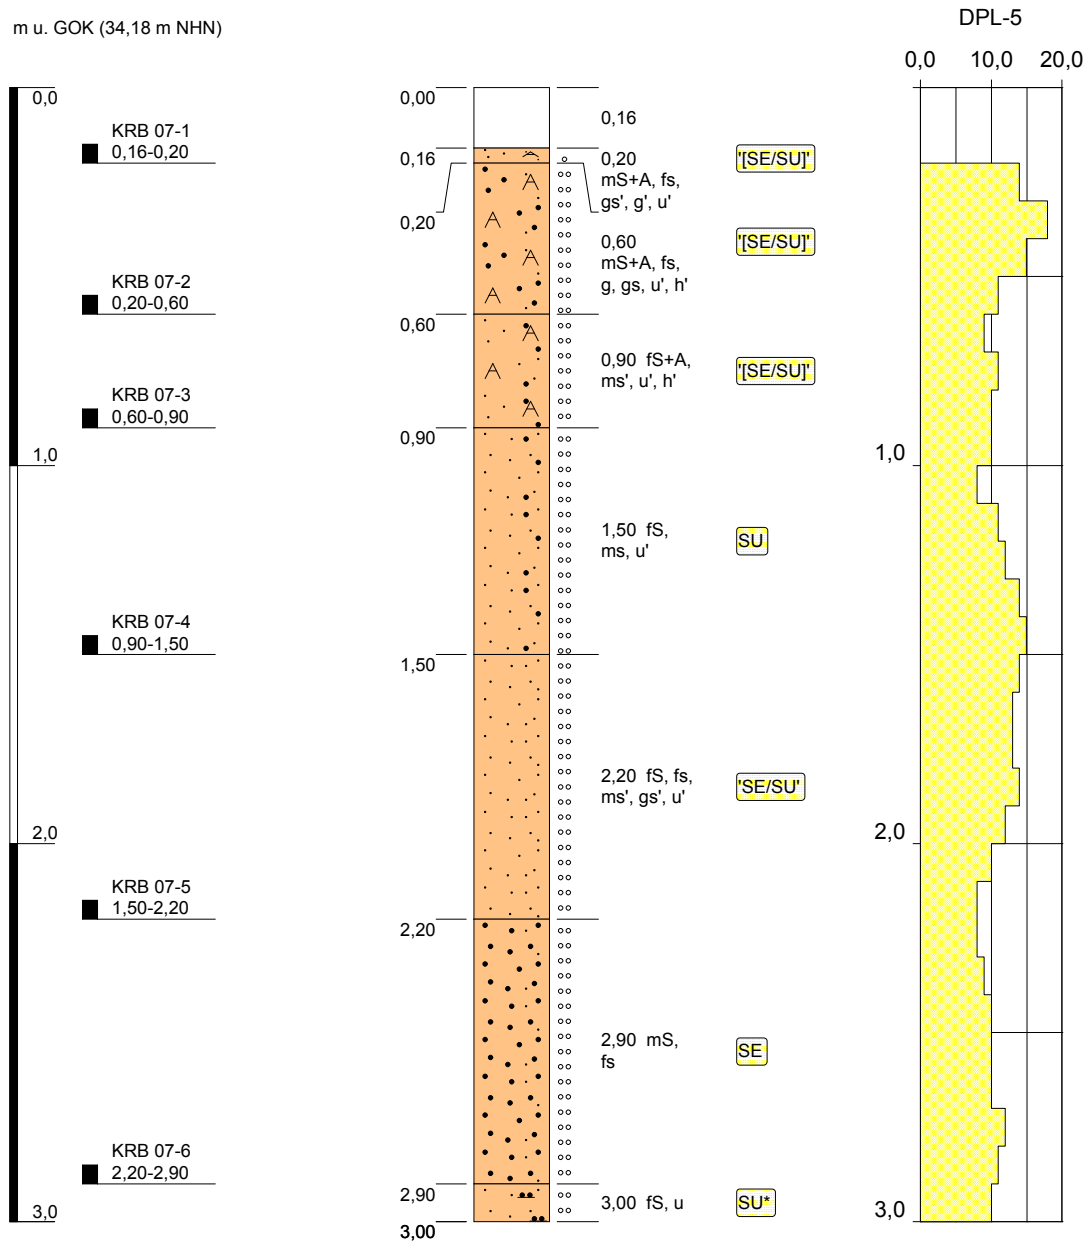 DPL-5
m u. GOK (34,18 m NHN)
0,0 10,0 20,0
0,0
KRB 07-1
0,16-0,20
0,00
0,16
0,16
0,20
mS+A, fs,
gs', g', u'
'[SE/SU]'
0,20
0,60
mS+A, fs,
g, gs, u', h'
'[SE/SU]'
KRB 07-2
0,20-0,60
0,60
0,90 fS+A,
ms', u', h'
'[SE/SU]'
KRB 07-3
0,60-0,90
0,90
1,0
1,0
1,50 fS,
ms, u'
SU
KRB 07-4
0,90-1,50
1,50
2,20 fS, fs,
ms', gs', u'
'SE/SU'
2,0
2,0
KRB 07-5
1,50-2,20
2,20
2,90 mS,
fs
SE
KRB 07-6
2,20-2,90
2,90
3,00 fS, u
SU*
3,0
3,00
3,0